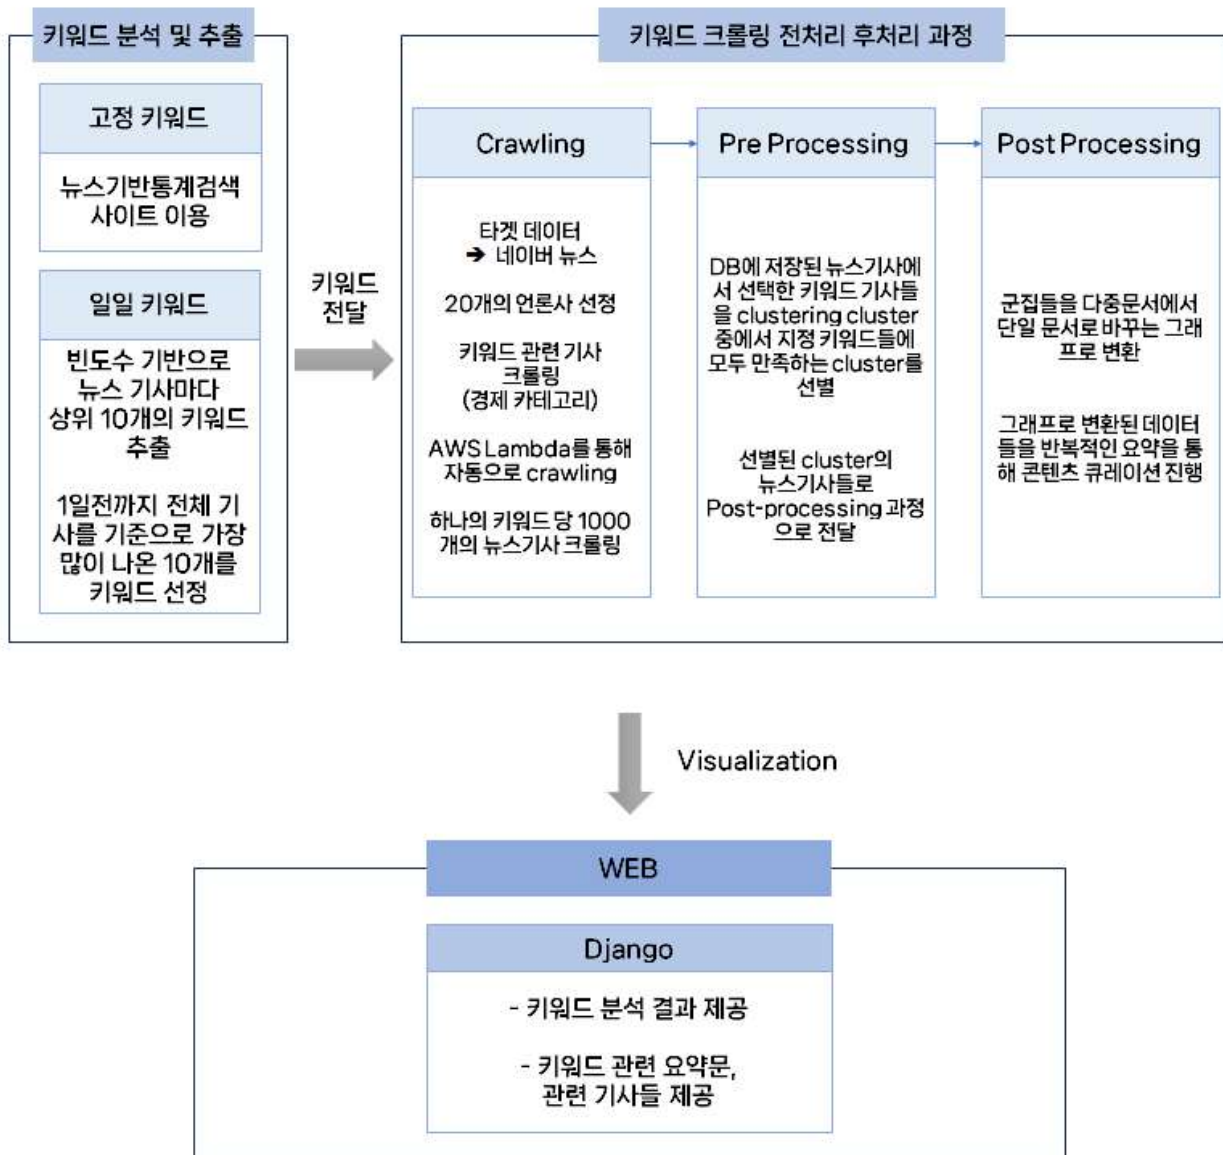 키워드 분석 및 추출
고정 키워드
뉴스기반통계검색
사이트 이용
일일 키워드
빈도수 기반으로
뉴스 기사마다
상위 10개의 키워드
추출
1일전까지 전체 기
사를 기준으로 가장
많이 나온 10개를
키워드 선정
키워드
전달
키워드 크롤링 전처리 후처리 과정
Crawling
타겟 데이터
➔ 네이버 뉴스
20개의 언론사 선정
키워드 관련 기사
크롤링
(경제 카테고리)
AWS Lambda를 통해
자동으로 crawling
하나의 키워드 당 1000
개의 뉴스기사 크롤링
Pre Processing
DB에 저장된 뉴스기사에
서 선택한 키워드 기사들
을 clustering cluster
중에서 지정 키워드들에
모두 만족하는 cluster를
선별
선별된 cluster의
뉴스기사들로
Post-processing 과정
으로 전달
Post Processing
군집들을 다중문서에서
단일 문서로 바꾸는 그래
프로 변환
그래프로 변환된 데이터
들을 반복적인 요약을 통
해 콘텐츠 큐레이션 진행
Visualization
WEB
Django
- 키워드 분석 결과 제공
- 키워드 관련 요약문,
관련 기사들 제공